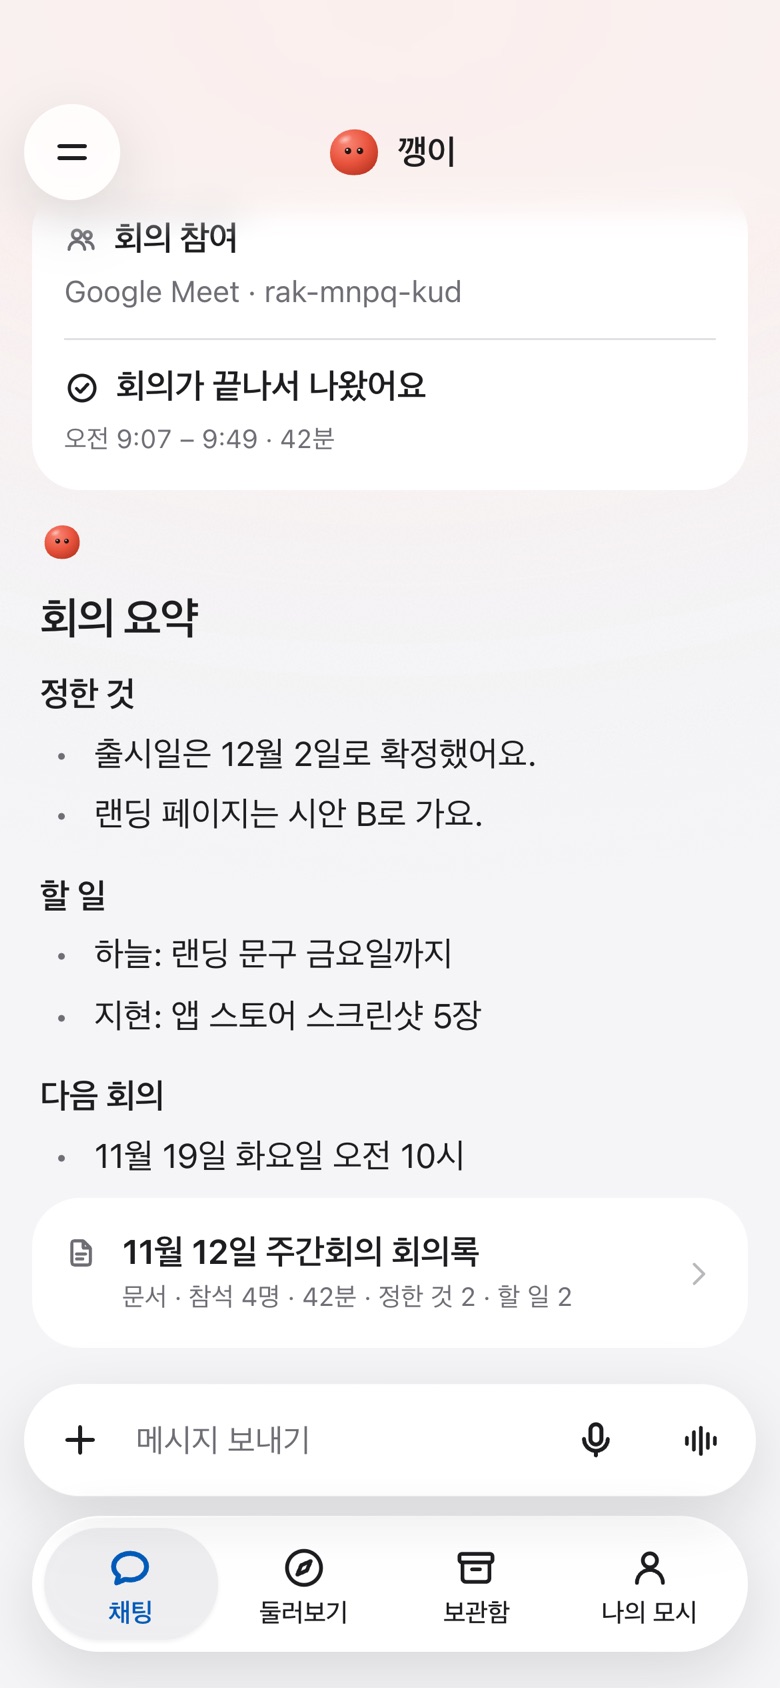 깽이
회의 참여
Google Meet · rak-mnpq-kud
회의가 끝나서 나왔어요
오전 9:07 – 9:49 · 42분
회의 요약
정한 것
• 출시일은 12월 2일로 확정했어요.
• 랜딩 페이지는 시안 B로 가요.
할 일
• 하늘: 랜딩 문구 금요일까지
• 지현: 앱 스토어 스크린샷 5장
다음 회의
• 11월 19일 화요일 오전 10시
11월 12일 주간회의 회의록
문서 · 참석 4명 · 42분 · 정한 것 2 · 할 일 2
메시지 보내기
채팅
둘러보기
보관함
나의 모시